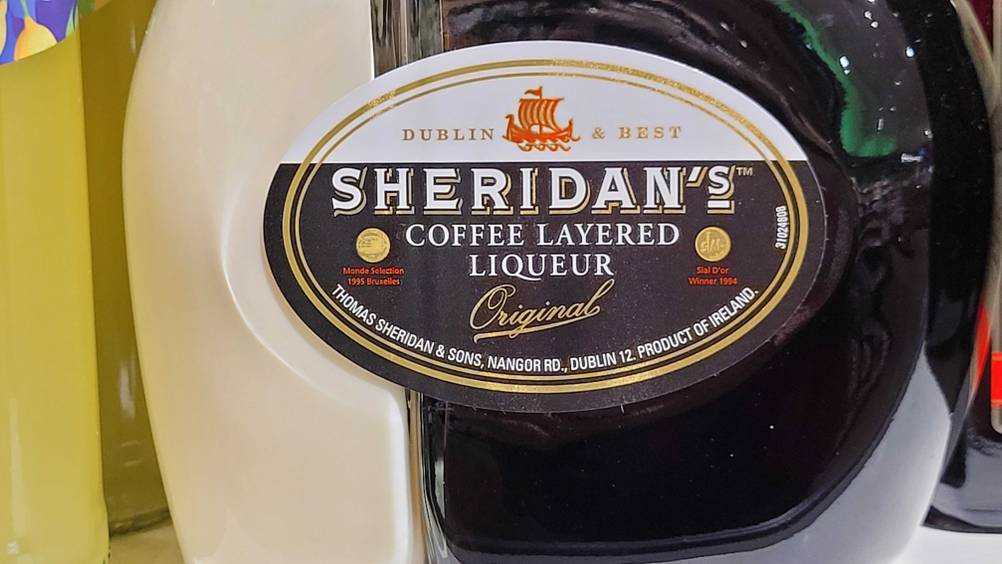 DUBLIN & BEST
SHERIDAN'S™
COFFEE LAYERED
LIQUEUR
Original
Monde Selection
1995 Bruxelles
Sial D'or
Winner 1994
31024808
THOMAS SHERIDAN & SONS, NANGOR RD., DUBLIN 12. PRODUCT OF IRELAND.